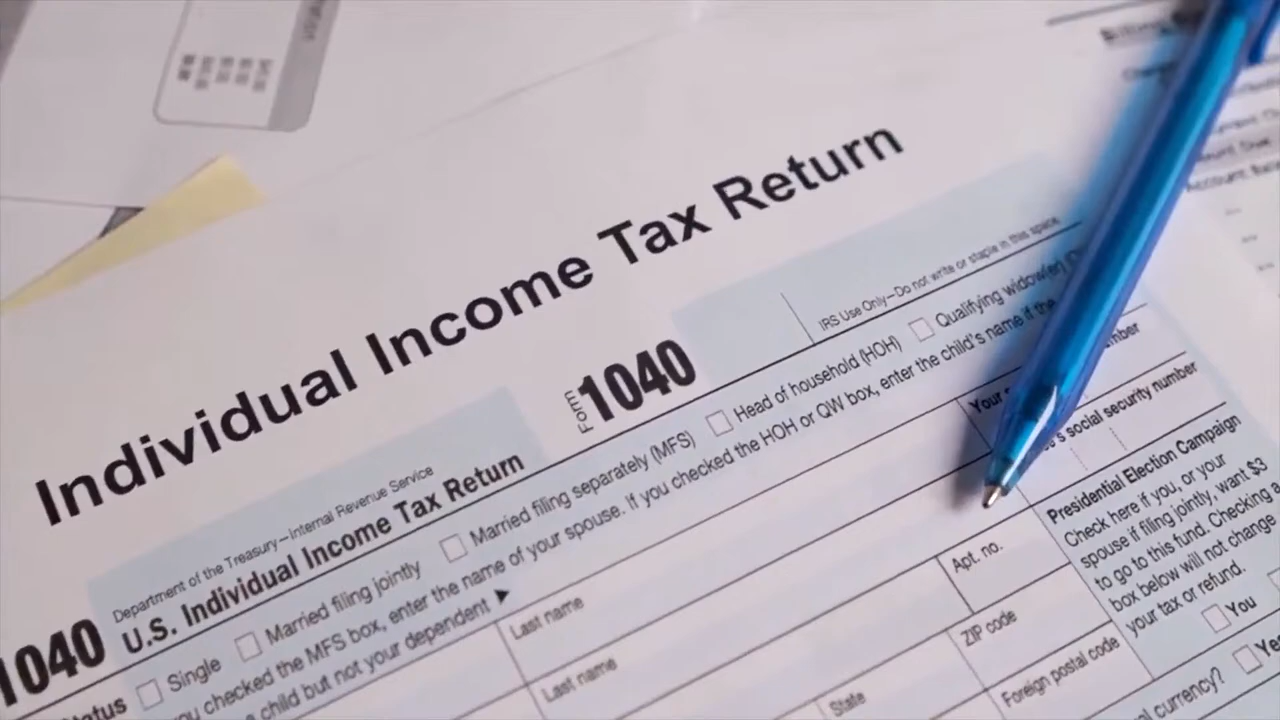 Individual Income Tax Return
Form 1040
Department of the Treasury—Internal Revenue Service
1040 U.S. Individual Income Tax Return
IRS Use Only—Do not write or staple in this space.
Single Married filing jointly Married filing separately (MFS) Head of household (HOH) Qualifying widow(er)
checked the MFS box, enter the name of your spouse. If you checked the HOH or QW box, enter the child's name if the
child but not your dependent ▶
Last name
Your
Last name
social security number
Apt. no.
Presidential Election Campaign
Check here if you, or your
spouse if filing jointly, want $3
to go to this fund. Checking a
box below will not change
your tax or refund.
You
State
ZIP code
Foreign postal code
currency?